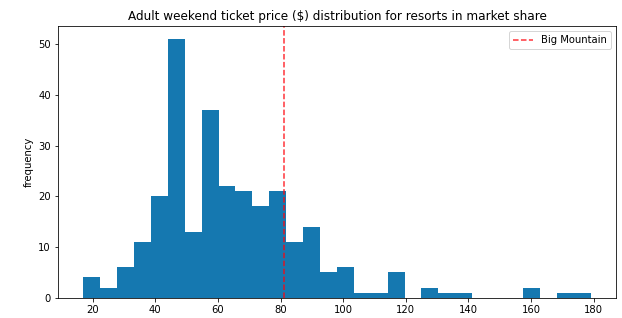 Adult weekend ticket price ($) distribution for resorts in market share
Big Mountain
frequency
50
40
30
20
10
0
20 40 60 80 100 120 140 160 180